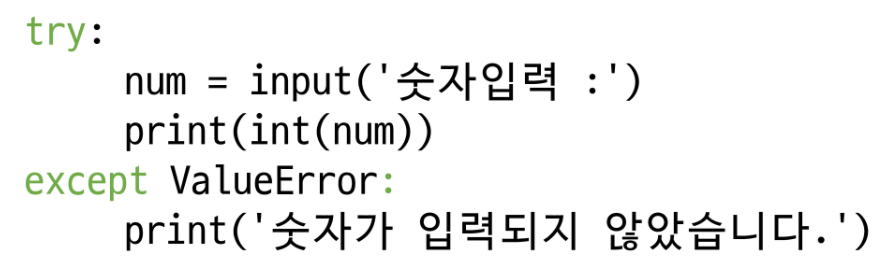 try:
    num = input('숫자입력 :')
    print(int(num))
except ValueError:
    print('숫자가 입력되지 않았습니다.')